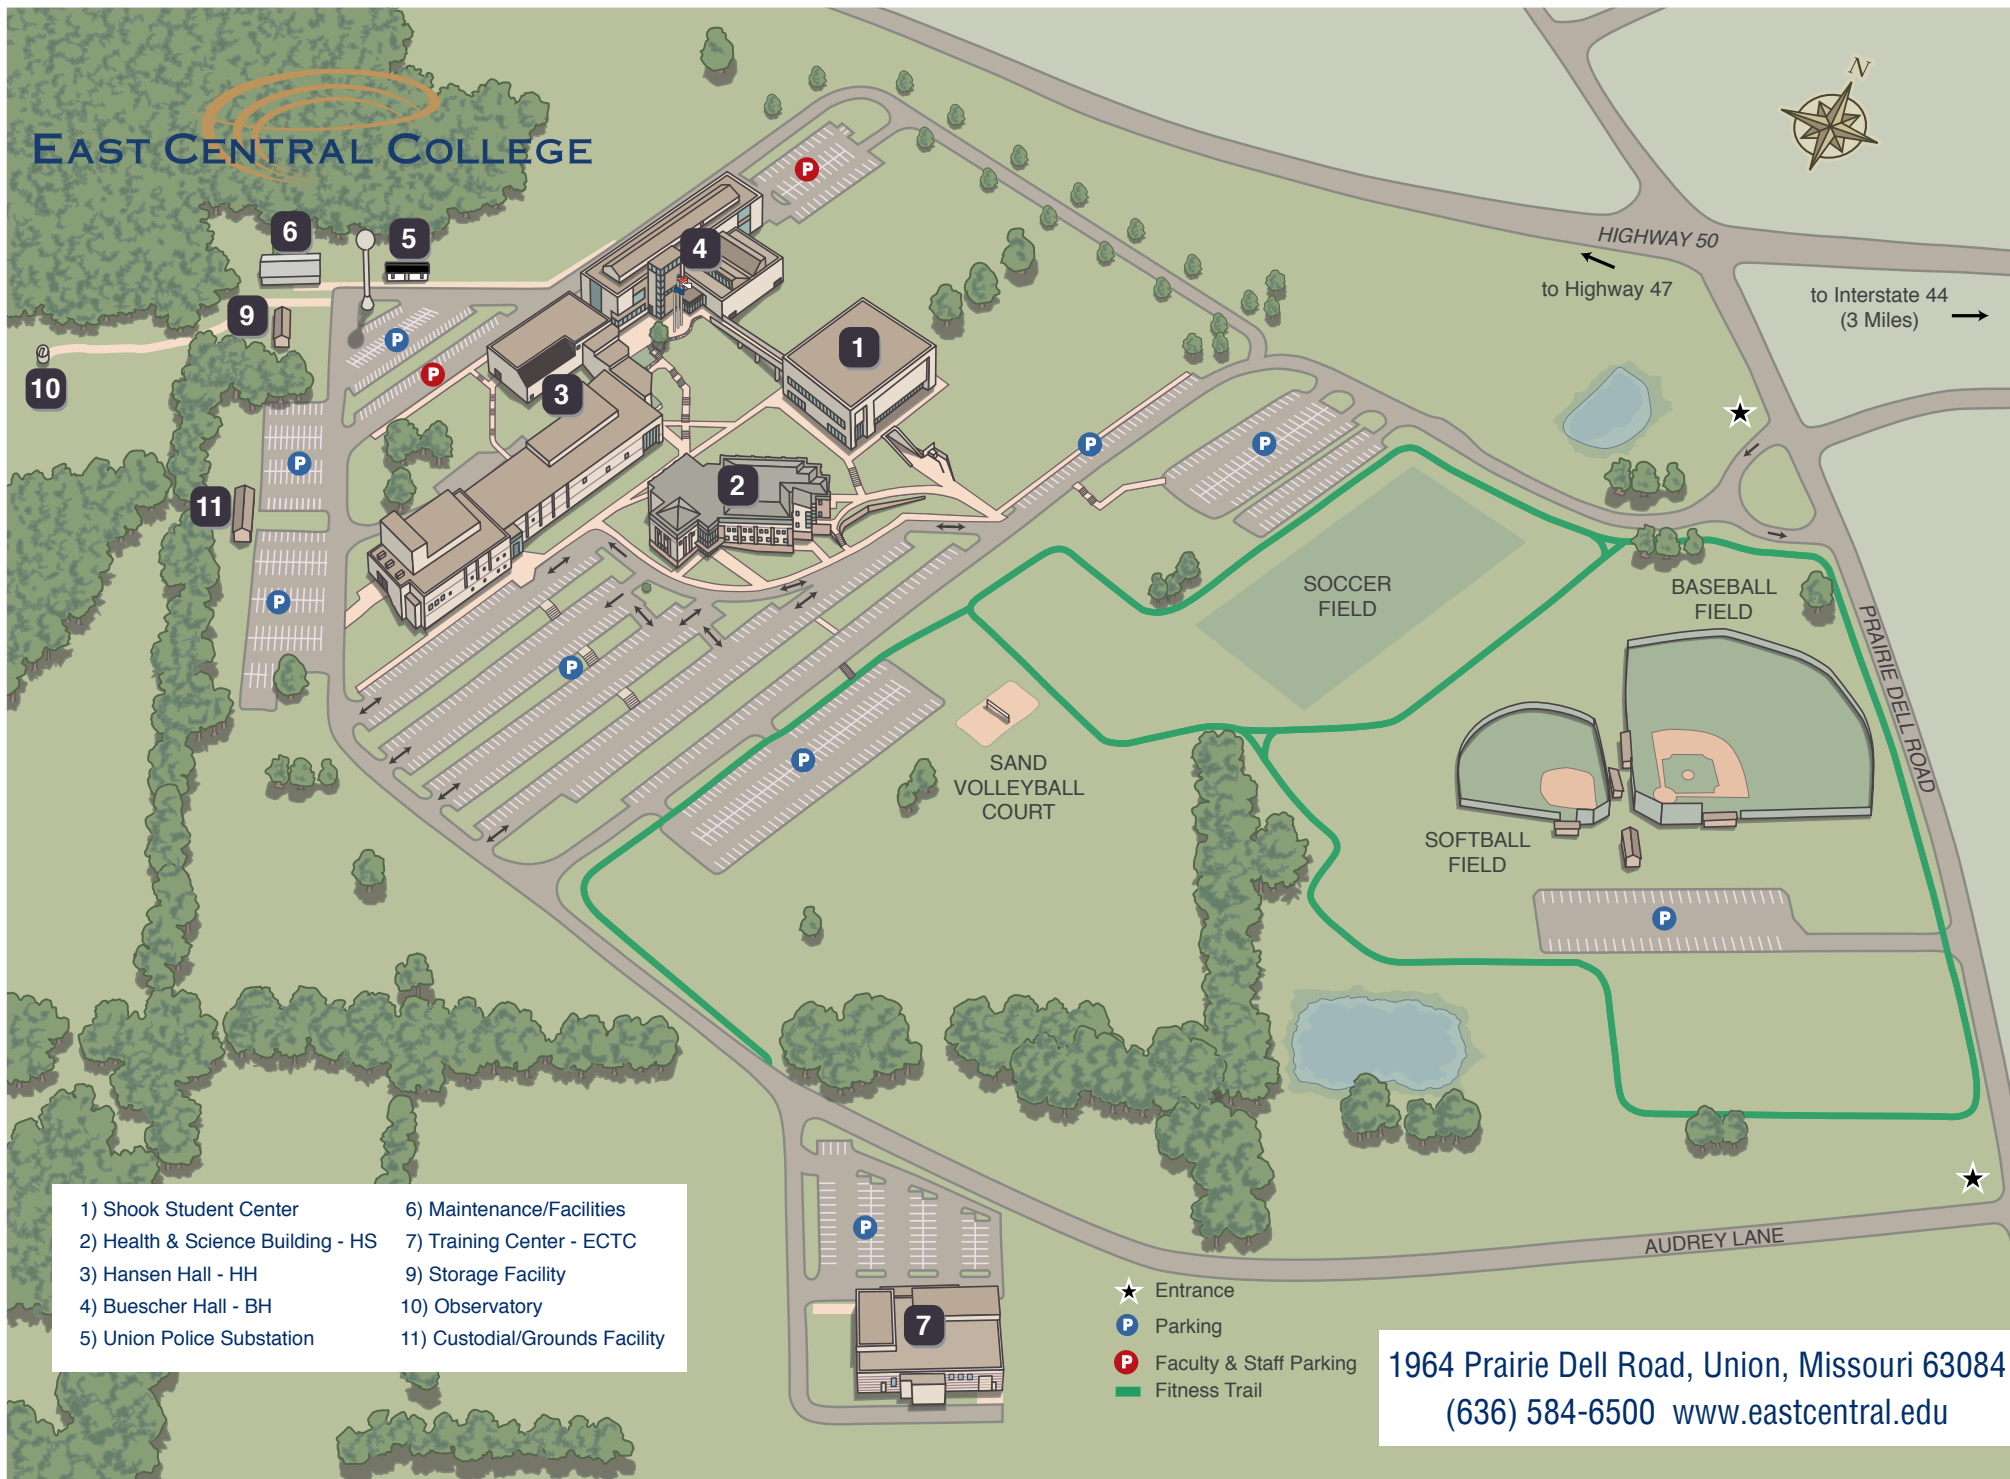 EAST CENTRAL COLLEGE
N
P
HIGHWAY 50
to Highway 47
to Interstate 44
(3 Miles)
6
5
4
9
10
P
P
1
3
P
P
P
11
2
P
P
P
P
SOCCER
FIELD
BASEBALL
FIELD
PRAIRIE DELL ROAD
SAND
VOLLEYBALL
COURT
SOFTBALL
FIELD
P
AUDREY LANE
P
7
1) Shook Student Center
2) Health & Science Building - HS
3) Hansen Hall - HH
4) Buescher Hall - BH
5) Union Police Substation
6) Maintenance/Facilities
7) Training Center - ECTC
9) Storage Facility
10) Observatory
11) Custodial/Grounds Facility
Entrance
P Parking
P Faculty & Staff Parking
Fitness Trail
1964 Prairie Dell Road, Union, Missouri 63084
(636) 584-6500 www.eastcentral.edu